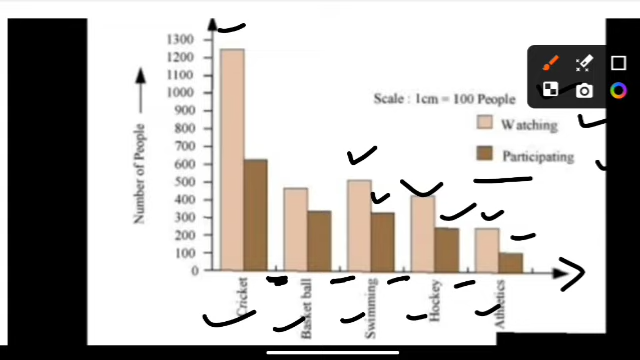 1300
1200
1100
1000
900
800
700
600
500
400
300
200
100
0
Number of People
Scale : 1cm = 100 People
Watching
Participating
Cricket
Basket ball
Swimming
Hockey
Athletics